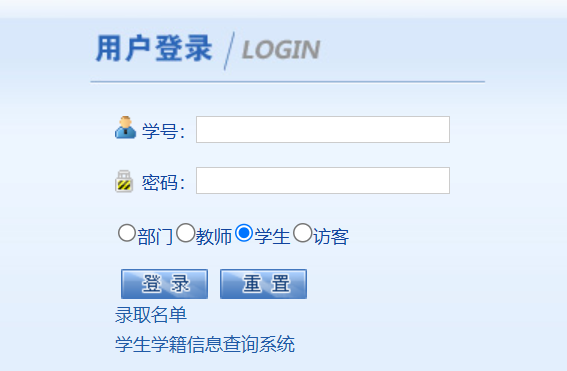 用户登录 / LOGIN
学号：
密码：
部门 教师 学生 访客
登录 重置
录取名单
学生学籍信息查询系统